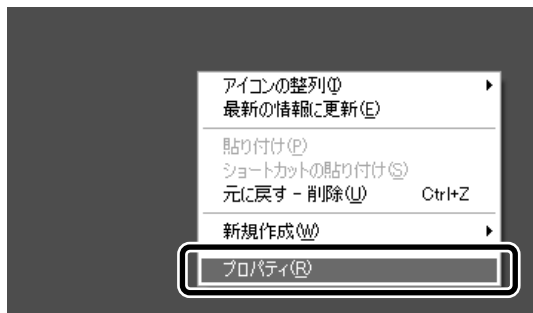 アイコンの整列(I)
最新の情報に更新(E)
貼り付け(P)
ショートカットの貼り付け(S)
元に戻す - 削除(U) Ctrl+Z
新規作成(W)
プロパティ(R)